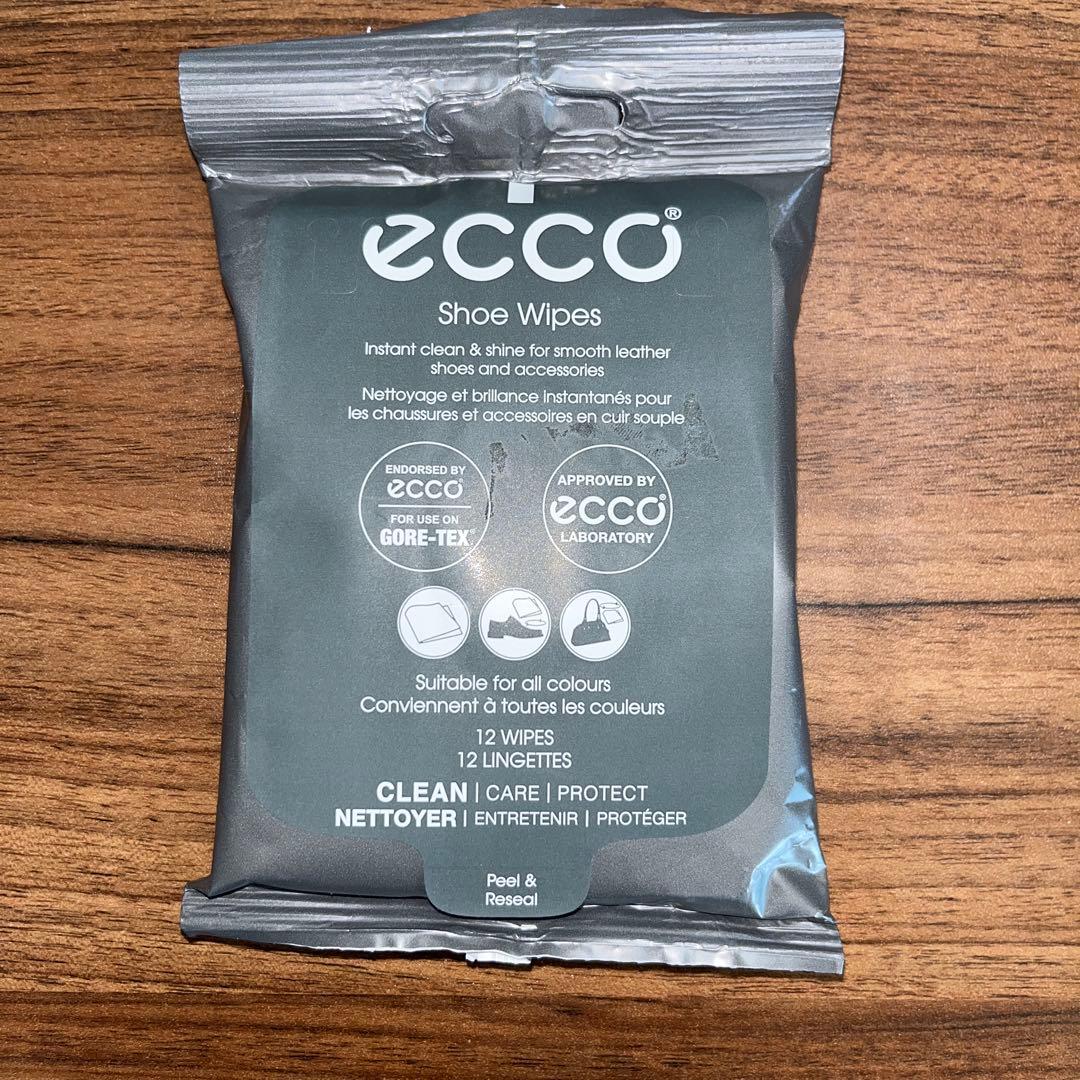 ecco®
Shoe Wipes
Instant clean & shine for smooth leather
shoes and accessories
Nettoyage et brillance instantanés pour
les chaussures et accessoires en cuir souple
ENDORSED BY
ecco®
FOR USE ON
GORE-TEX®
APPROVED BY
ecco®
LABORATORY
Suitable for all colours
Conviennent à toutes les couleurs
12 WIPES
12 LINGETTES
CLEAN | CARE | PROTECT
NETTOYER | ENTRETENIR | PROTÉGER
Peel &
Reseal